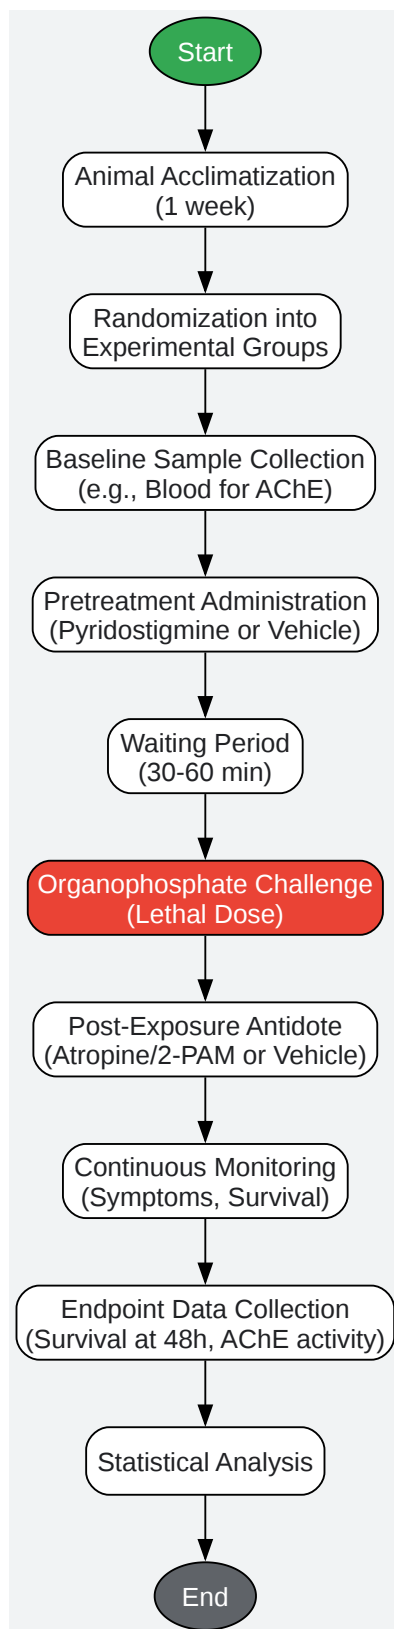 Start
Animal Acclimatization
(1 week)
Randomization into
Experimental Groups
Baseline Sample Collection
(e.g., Blood for AChE)
Pretreatment Administration
(Pyridostigmine or Vehicle)
Waiting Period
(30-60 min)
Organophosphate Challenge
(Lethal Dose)
Post-Exposure Antidote
(Atropine/2-PAM or Vehicle)
Continuous Monitoring
(Symptoms, Survival)
Endpoint Data Collection
(Survival at 48h, AChE activity)
Statistical Analysis
End